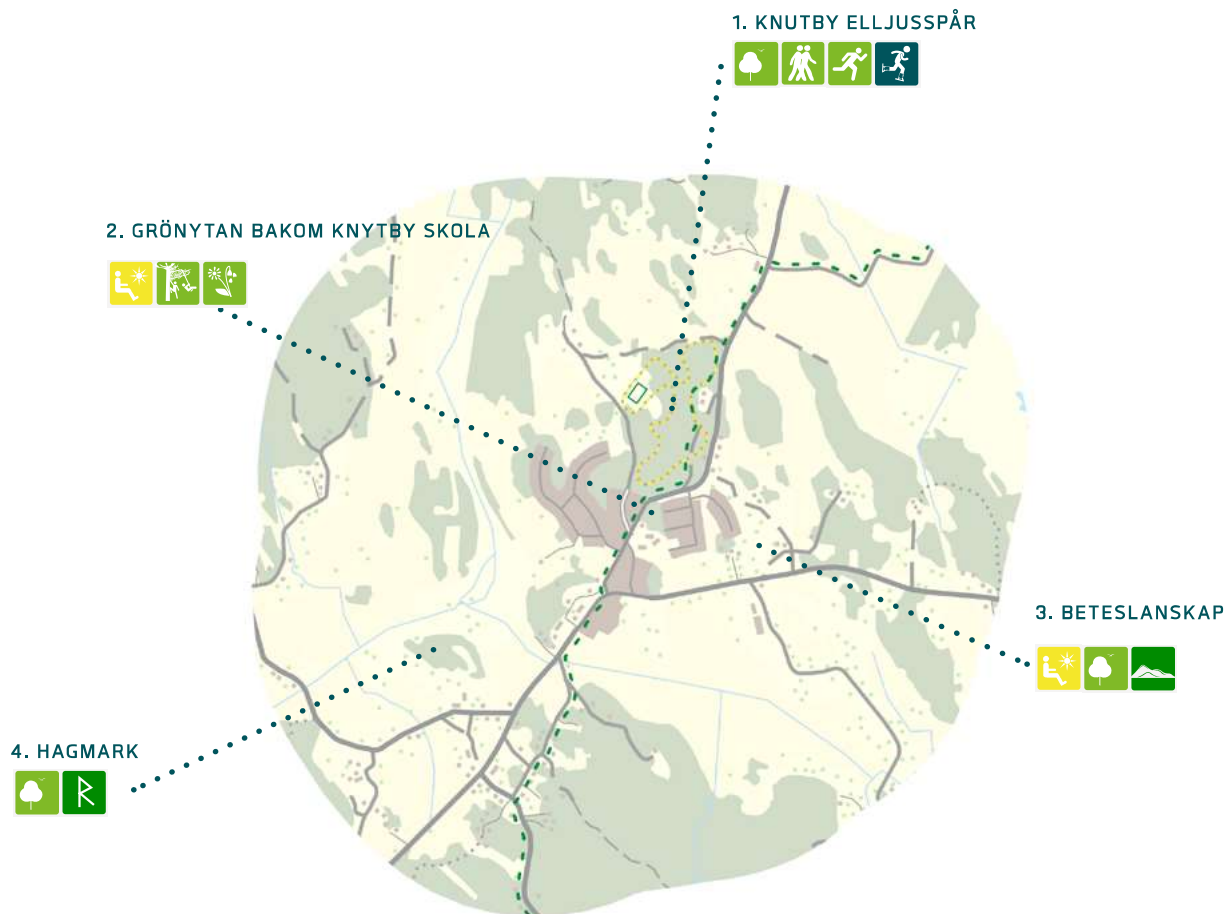 1. KNUTBY ELLJUSSPÅR
2. GRÖNYTAN BAKOM KNYTBY SKOLA
3. BETESLANSKAP
4. HAGMARK